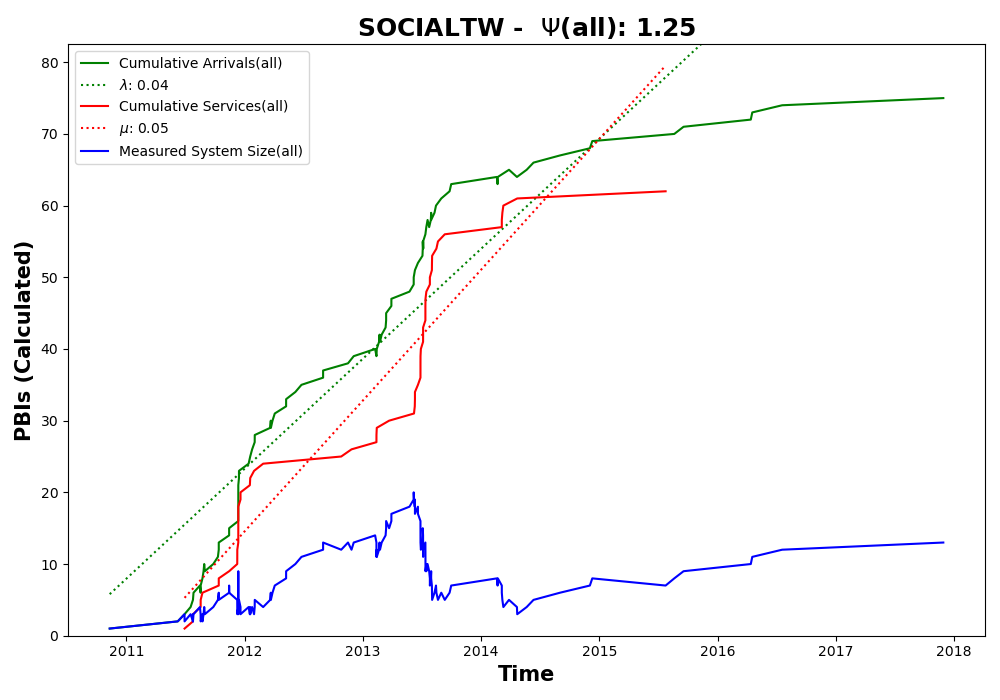 SOCIALTW - Ψ(all): 1.25
Cumulative Arrivals(all)
λ: 0.04
Cumulative Services(all)
μ: 0.05
Measured System Size(all)
PBIs (Calculated)
80
70
60
50
40
30
20
10
0
2011 2012 2013 2014 2015 2016 2017 2018
Time